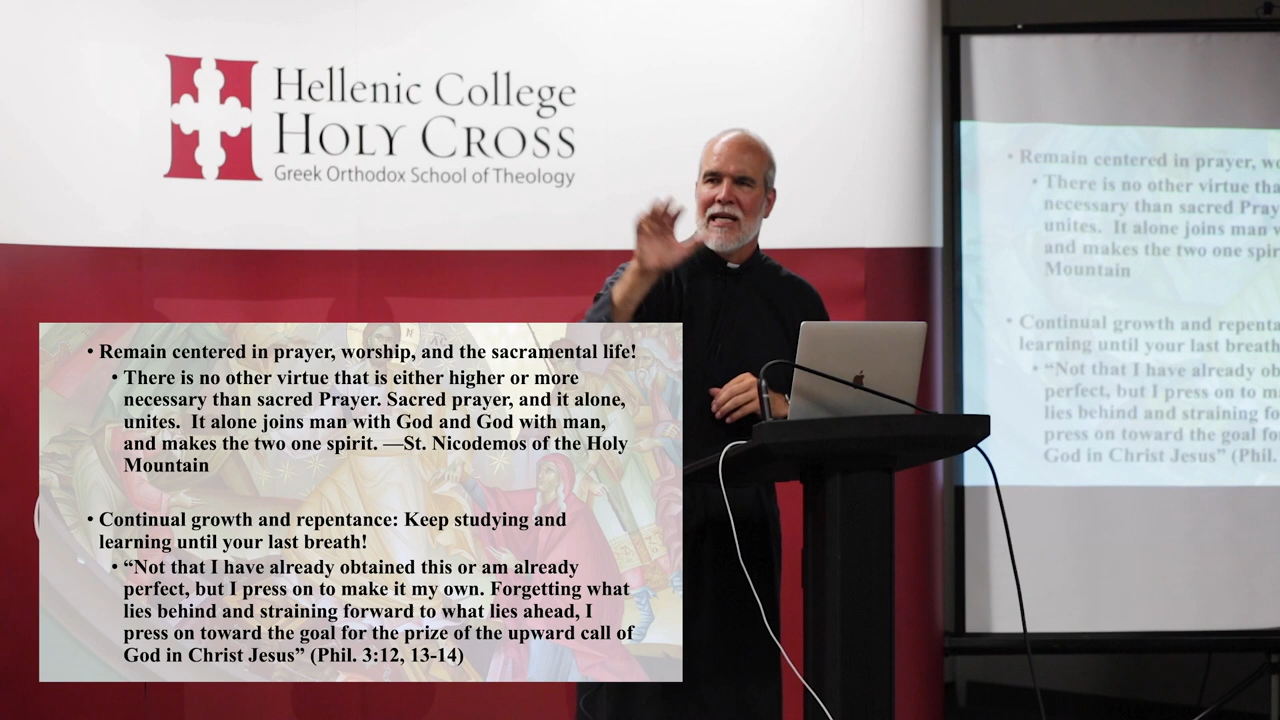 Hellenic College
HOLY CROSS
Greek Orthodox School of Theology
• Remain centered in prayer, worship, and the sacramental life!
• There is no other virtue that is either higher or more
necessary than sacred Prayer. Sacred prayer, and it alone,
unites. It alone joins man with God and God with man,
and makes the two one spirit. —St. Nicodemos of the Holy
Mountain
• Continual growth and repentance: Keep studying and
learning until your last breath!
• “Not that I have already obtained this or am already
perfect, but I press on to make it my own. Forgetting what
lies behind and straining forward to what lies ahead, I
press on toward the goal for the prize of the upward call of
God in Christ Jesus” (Phil. 3:12, 13-14)
• Remain centered in prayer, wo
• There is no other virtue tha
necessary than sacred Pray
unites. It alone joins man w
and makes the two one spir
Mountain
• Continual growth and repenta
learning until your last breath
• “Not that I have already ob
perfect, but I press on to m
lies behind and straining fo
press on toward the goal fo
God in Christ Jesus” (Phil.